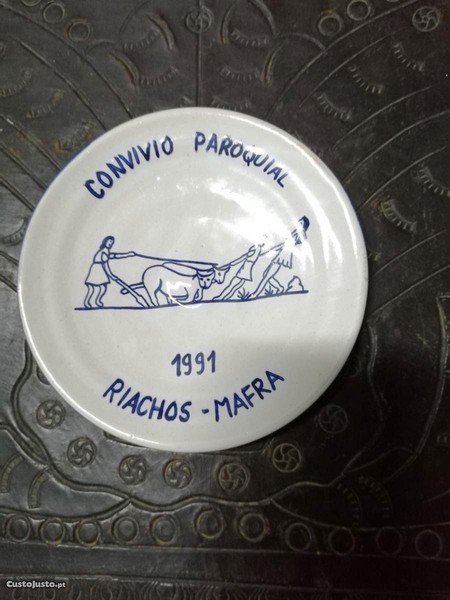 CONVIVIO PAROQUIAL
1991
RIACHOS - MAFRA
CustoJusto.pt